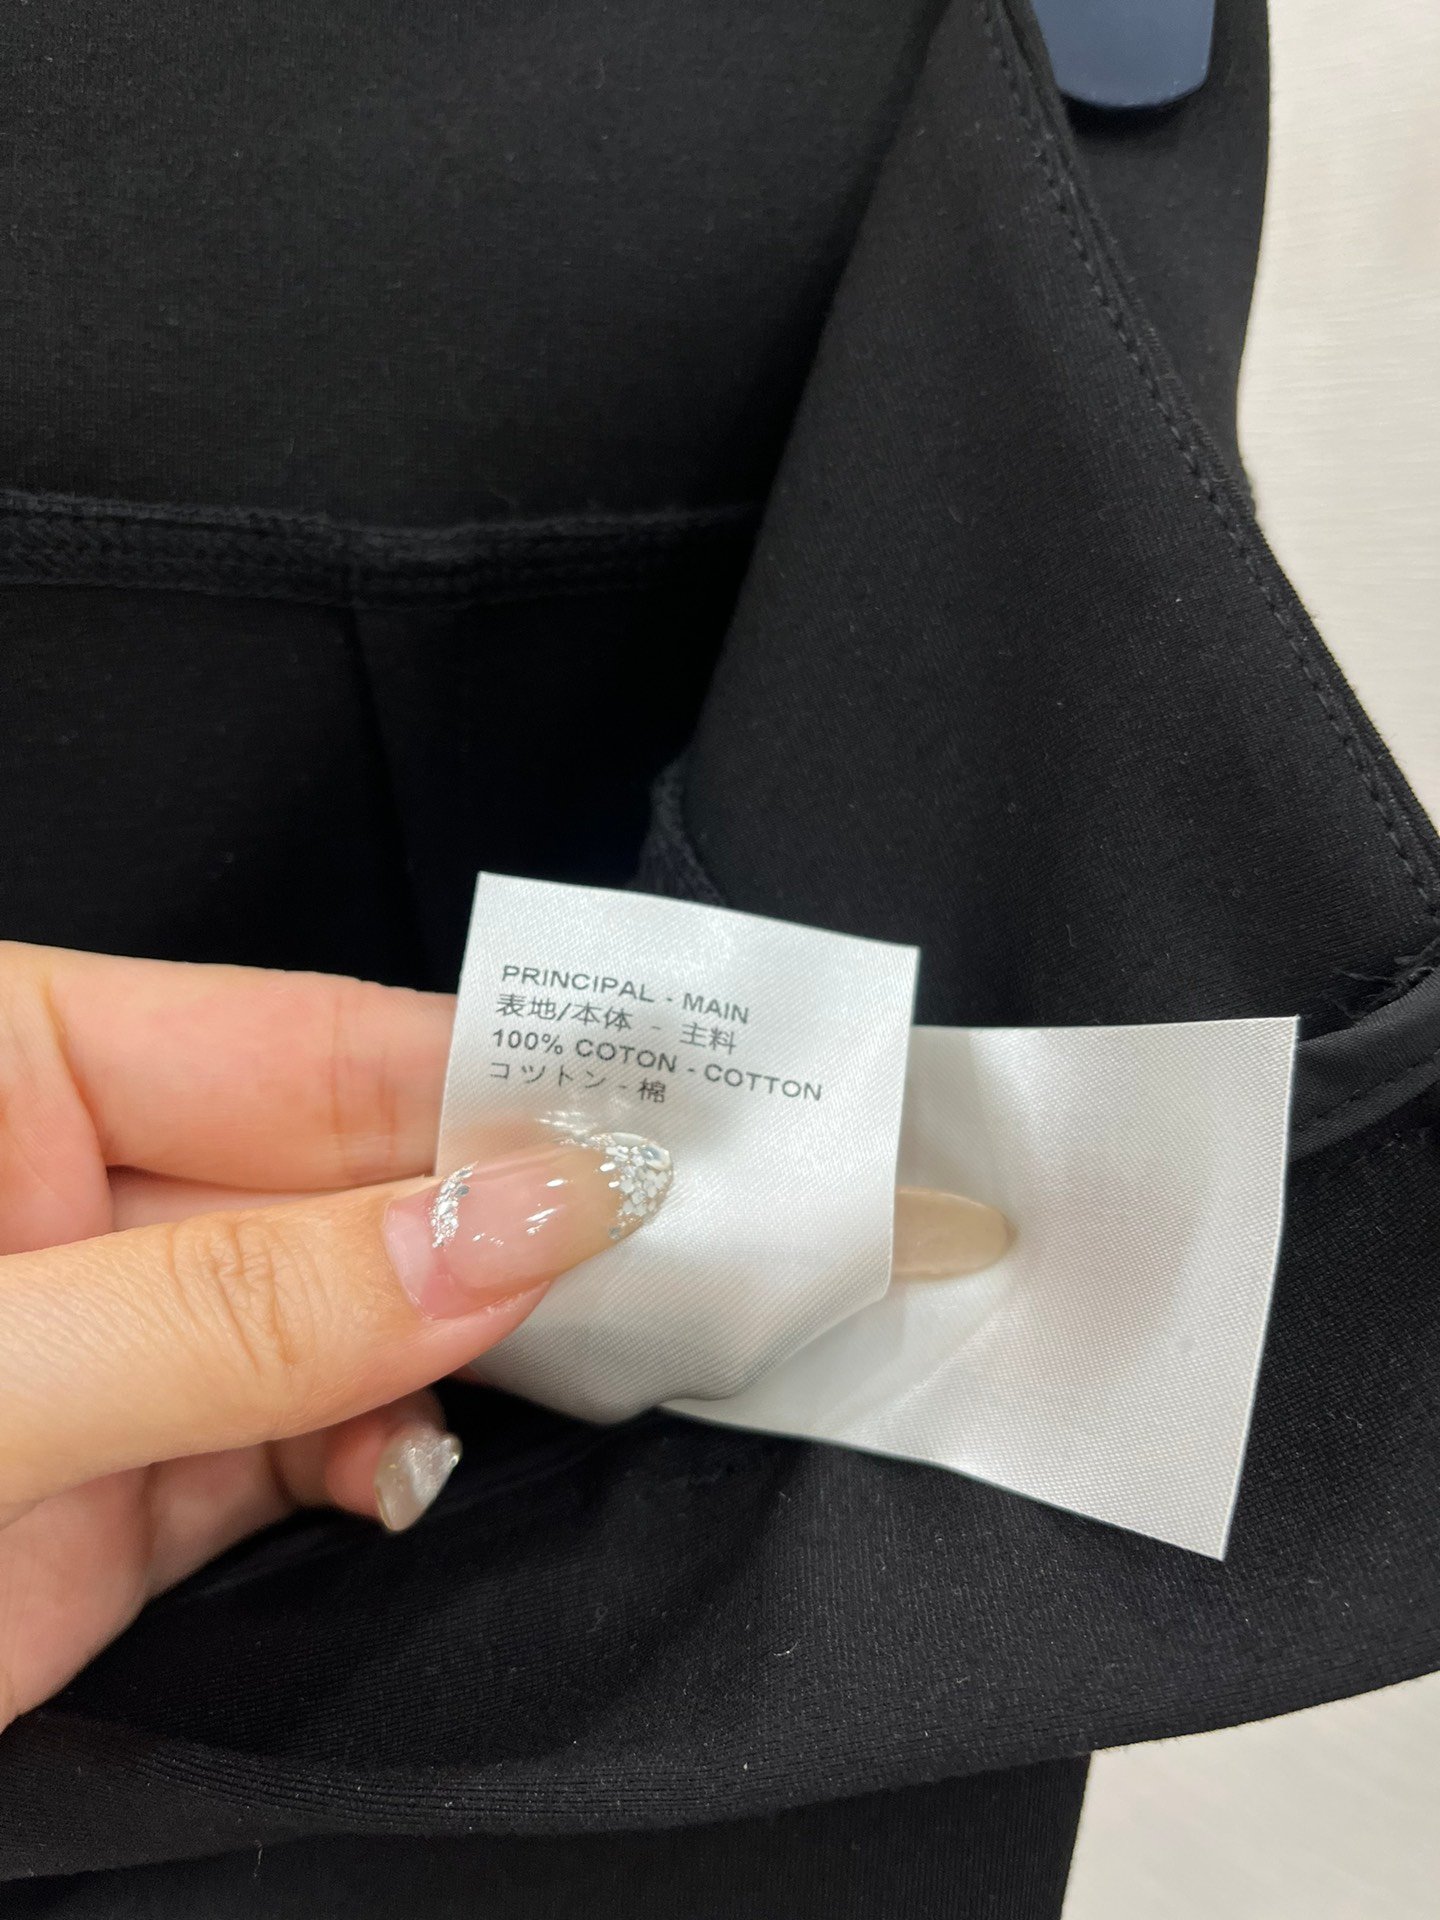 PRINCIPAL - MAIN
表地/本体 - 主料
100% COTON - COTTON
コットン - 棉